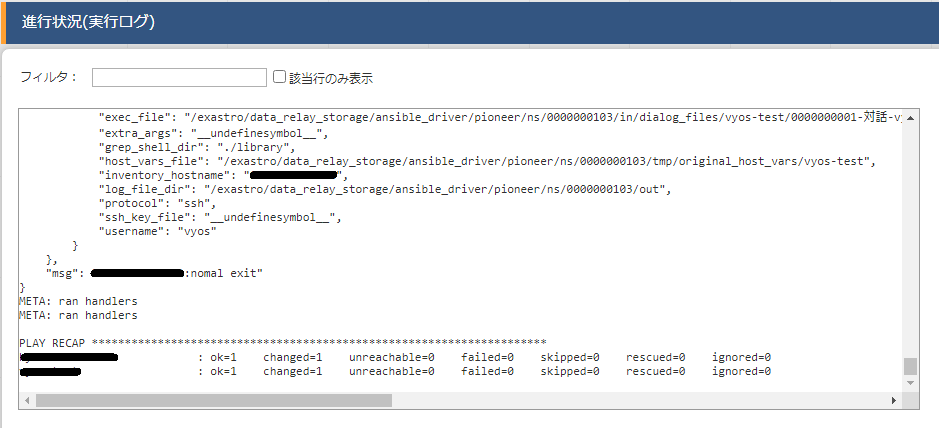 進行状況(実行ログ)
フィルタ： 該当行のみ表示
"exec_file": "/exastro/data_relay_storage/ansible_driver/pioneer/ns/0000000103/in/dialog_files/vyos-test/0000000001-対話-vy
"extra_args": "__undefinesymbol__",
"grep_shell_dir": "./library",
"host_vars_file": "/exastro/data_relay_storage/ansible_driver/pioneer/ns/0000000103/tmp/original_host_vars/vyos-test",
"inventory_hostname": "",
"log_file_dir": "/exastro/data_relay_storage/ansible_driver/pioneer/ns/0000000103/out",
"protocol": "ssh",
"ssh_key_file": "__undefinesymbol__",
"username": "vyos"
}
},
"msg": :nomal exit"
}
META: ran handlers
META: ran handlers
PLAY RECAP *********************************************************************
: ok=1 changed=1 unreachable=0 failed=0 skipped=0 rescued=0 ignored=0
: ok=1 changed=1 unreachable=0 failed=0 skipped=0 rescued=0 ignored=0